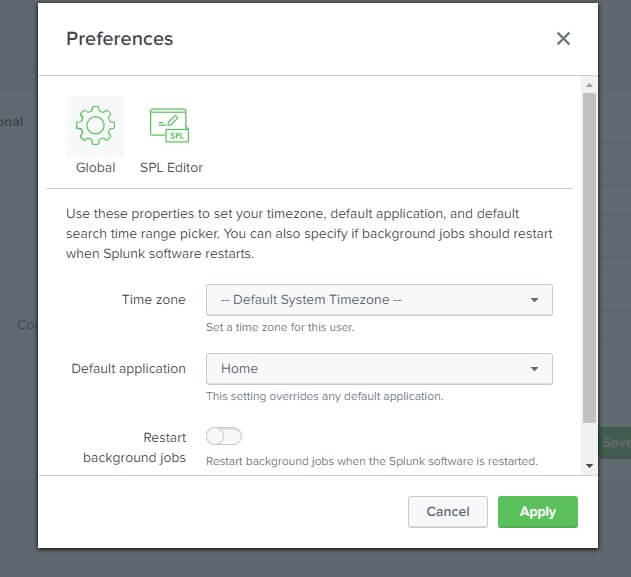 Preferences
onal
SPL
Global SPL Editor
Use these properties to set your timezone, default application, and default
search time range picker. You can also specify if background jobs should restart
when Splunk software restarts.
Time zone -- Default System Timezone --
Set a time zone for this user.
Co
Default application Home
This setting overrides any default application.
Restart
background jobs
Restart background jobs when the Splunk software is restarted.
Save
Cancel Apply